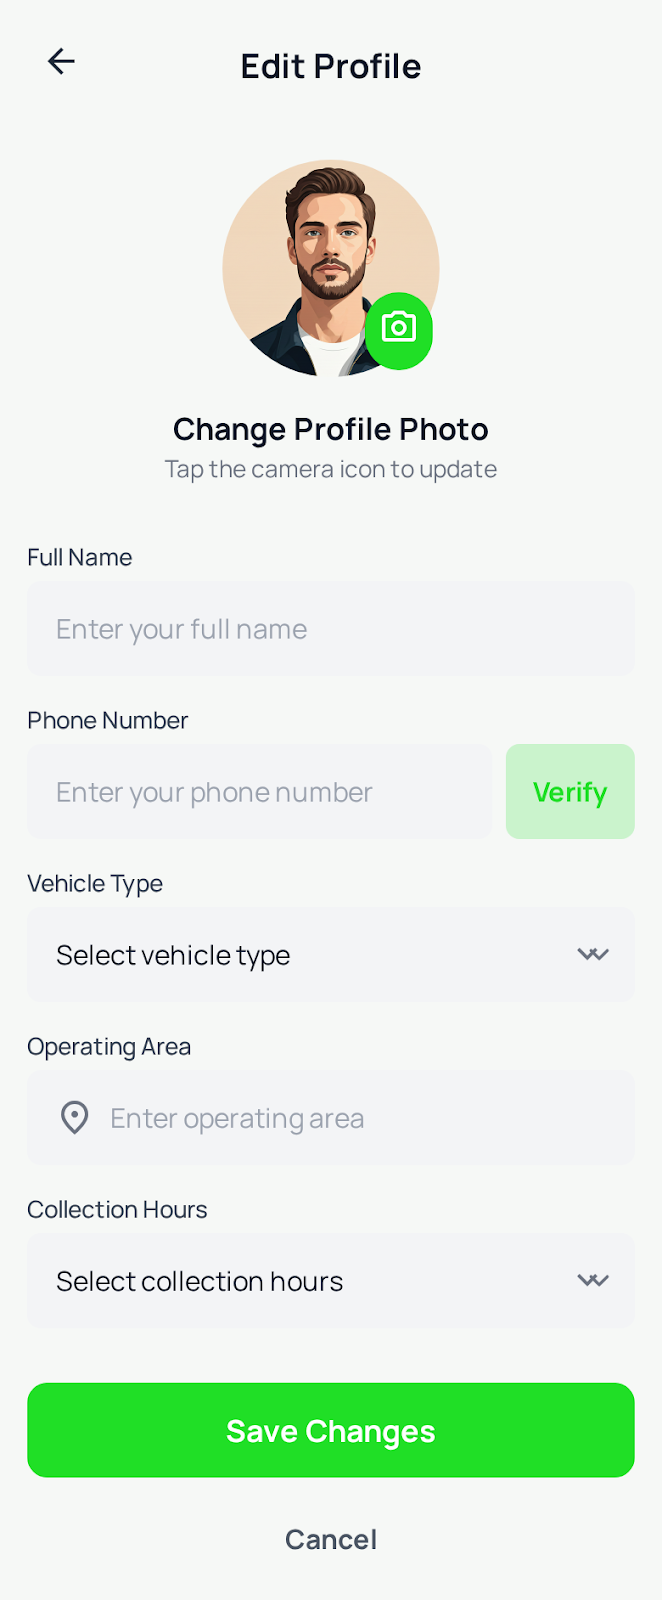 Edit Profile
Change Profile Photo
Tap the camera icon to update
Full Name
Enter your full name
Phone Number
Enter your phone number
Verify
Vehicle Type
Select vehicle type
Operating Area
Enter operating area
Collection Hours
Select collection hours
Save Changes
Cancel